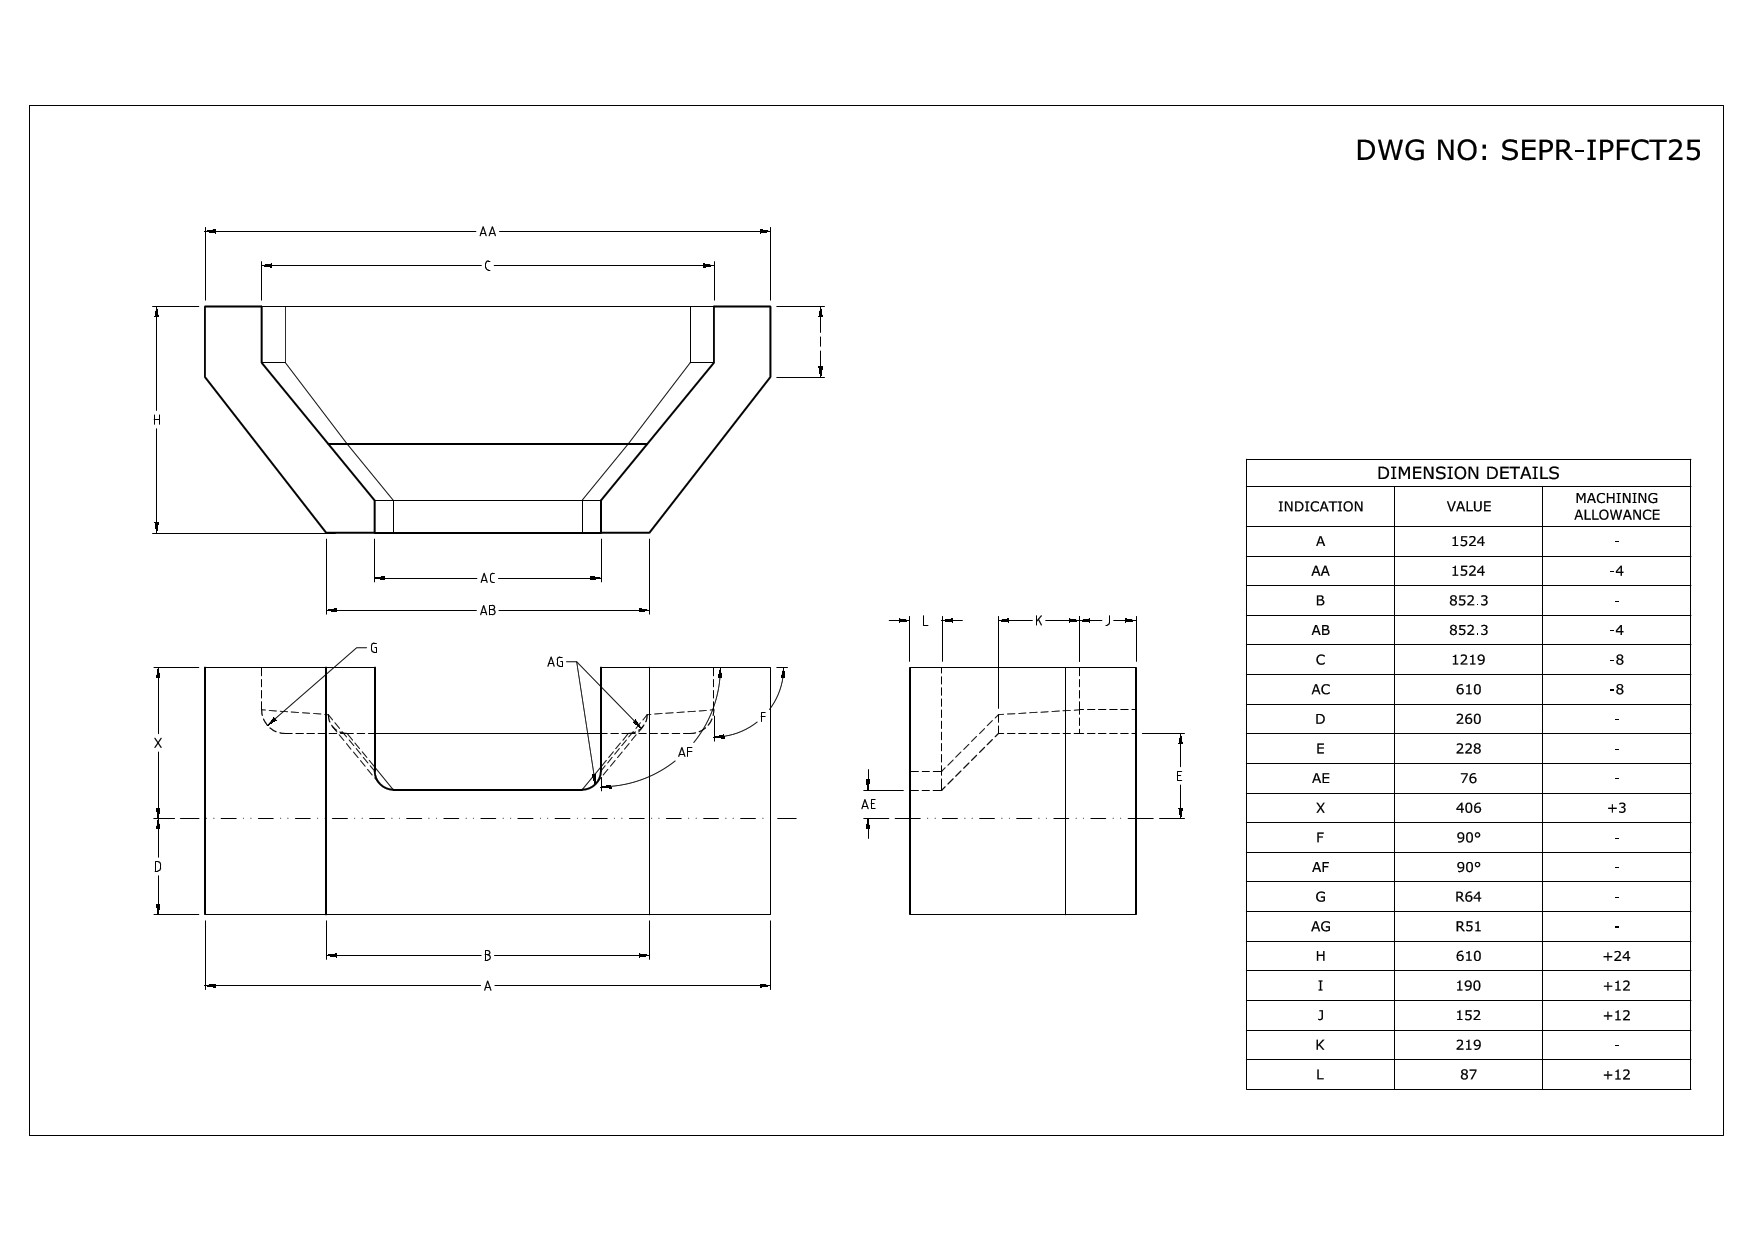 DWG NO: SEPR-IPFCT25
AA
C
H
AC
AB
G
AG
L
K
J
X
F
AF
E
AE
D
B
A
DIMENSION DETAILS
INDICATION VALUE MACHINING ALLOWANCE
A 1524 -
AA 1524 -4
B 852.3 -
AB 852.3 -4
C 1219 -8
AC 610 -8
D 260 -
E 228 -
AE 76 -
X 406 +3
F 90° -
AF 90° -
G R64 -
AG R51 -
H 610 +24
I 190 +12
J 152 +12
K 219 -
L 87 +12